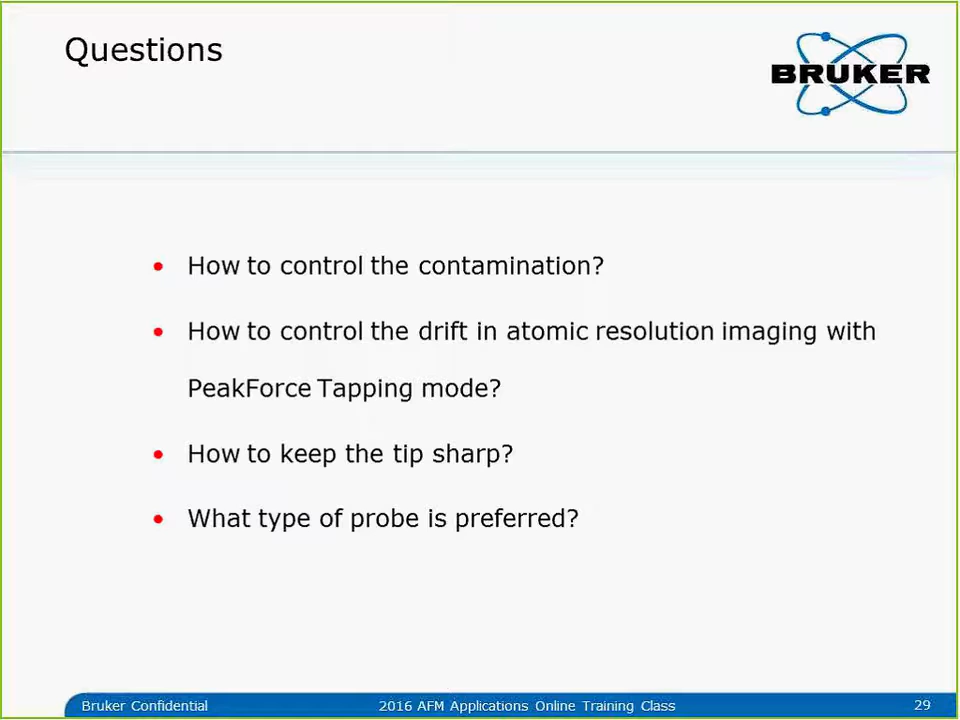 Questions
BRUKER
• How to control the contamination?
• How to control the drift in atomic resolution imaging with
PeakForce Tapping mode?
• How to keep the tip sharp?
• What type of probe is preferred?
Bruker Confidential
2016 AFM Applications Online Training Class
29